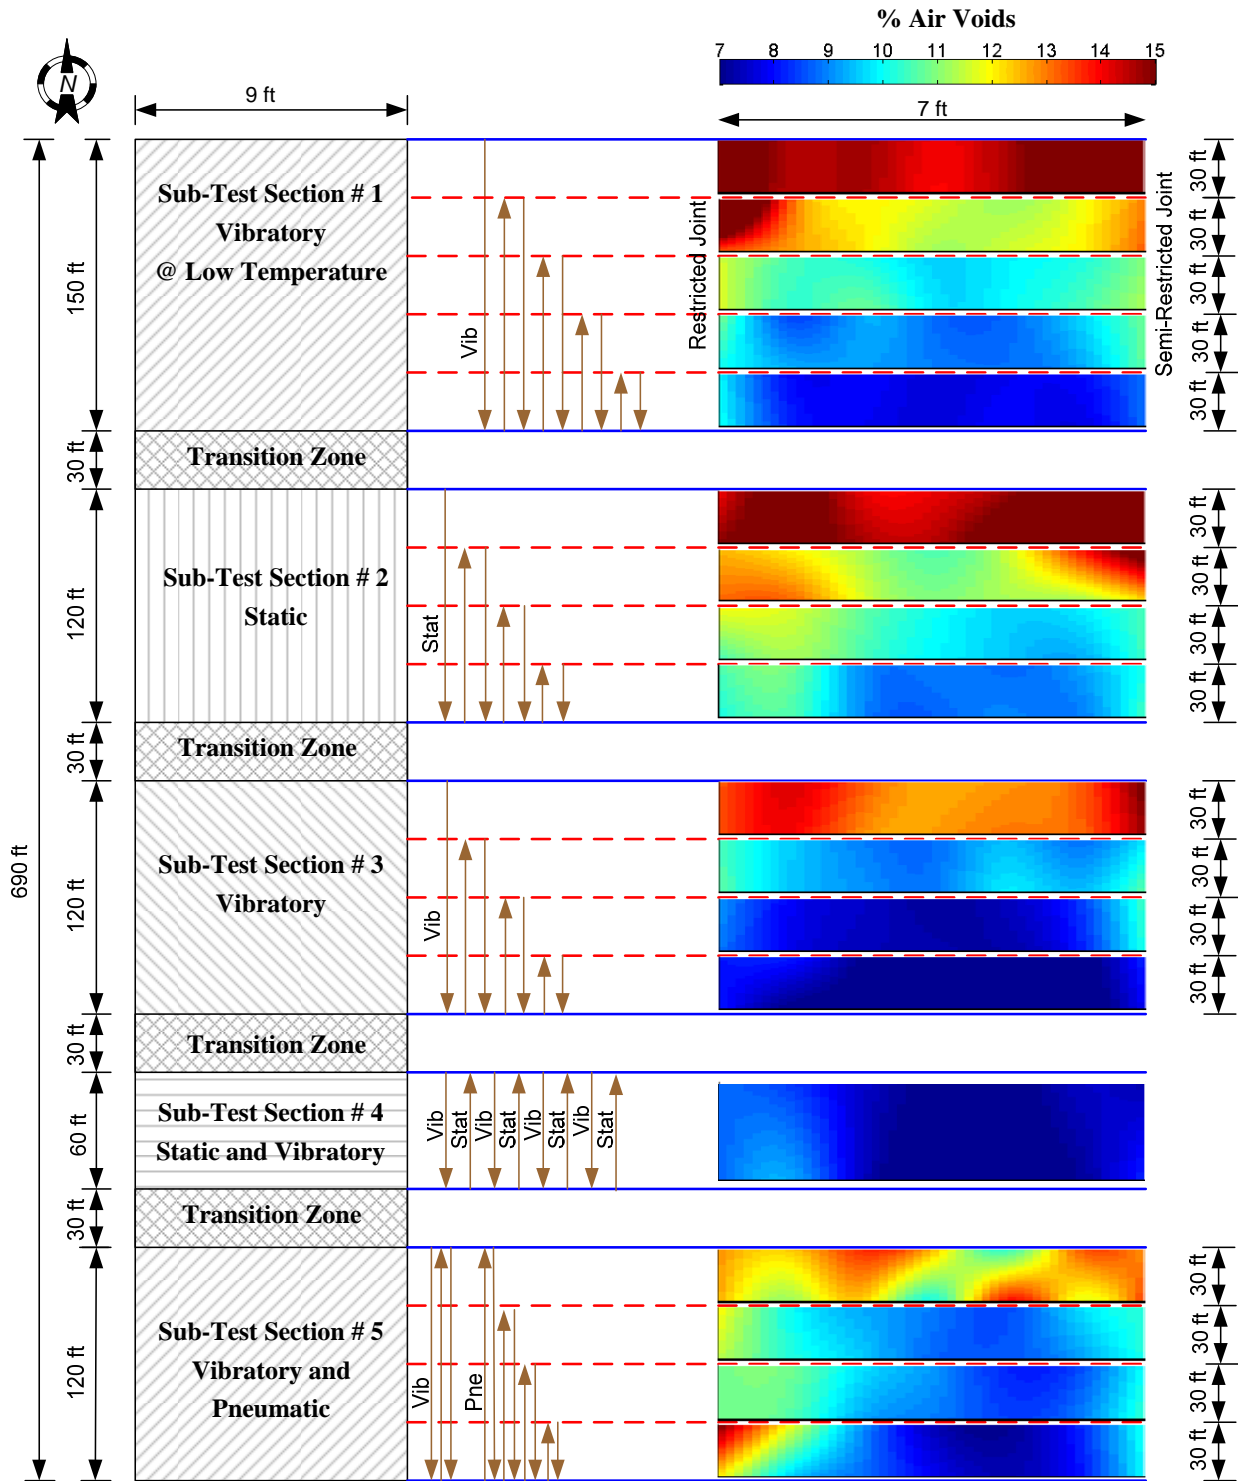 % Air Voids
7 8 9 10 11 12 13 14 15
N
9 ft
7 ft
Sub-Test Section # 1
Vibratory
@ Low Temperature
150 ft
Vib
Restricted Joint
Semi-Restricted Joint
30 ft
30 ft
30 ft
30 ft
30 ft
30 ft
Transition Zone
Sub-Test Section # 2
Static
120 ft
Stat
30 ft
30 ft
30 ft
30 ft
30 ft
Transition Zone
690 ft
Sub-Test Section # 3
Vibratory
120 ft
Vib
30 ft
30 ft
30 ft
30 ft
30 ft
Transition Zone
60 ft
Sub-Test Section # 4
Static and Vibratory
Vib
Stat
Vib
Stat
Vib
Stat
Vib
Stat
30 ft
Transition Zone
120 ft
Sub-Test Section # 5
Vibratory and
Pneumatic
Vib
Pne
30 ft
30 ft
30 ft
30 ft